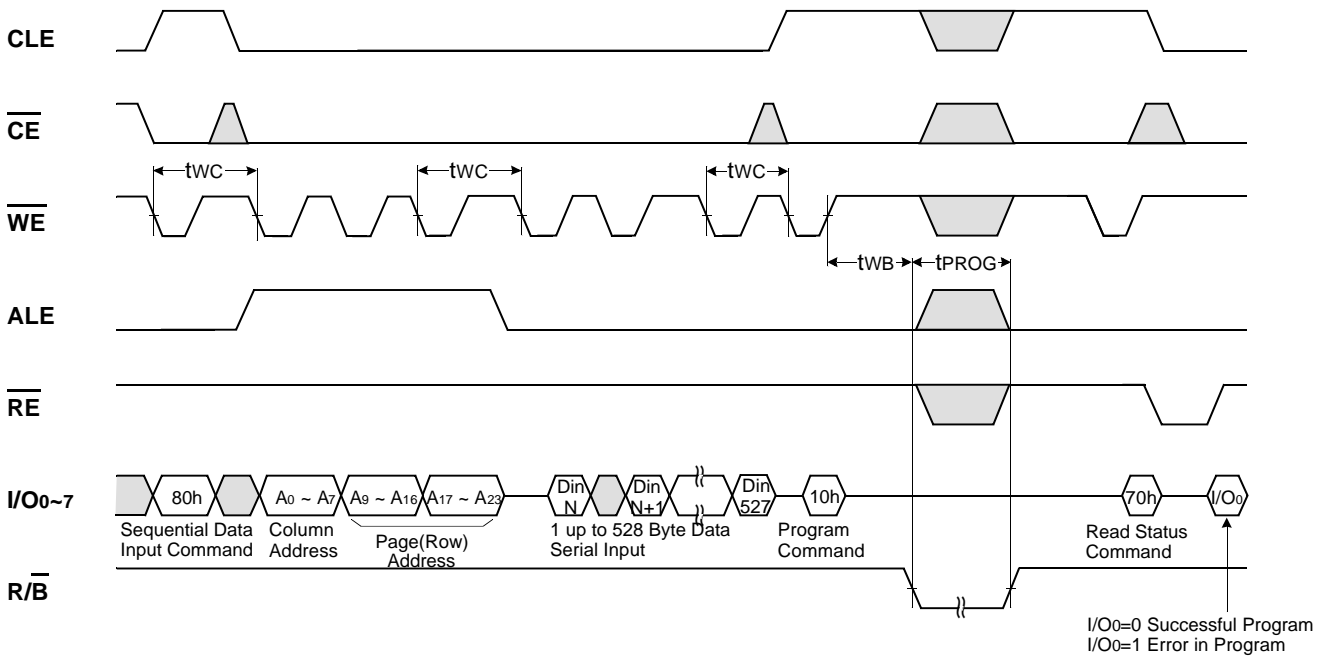 CLE
CE
tWC
tWC
tWC
WE
tWB
tPROG
ALE
RE
I/O0~7
80h
A0 ~ A7
A9 ~ A16
A17 ~ A23
Din
N
Din
N+1
Din
527
10h
70h
I/O0
Sequential Data
Input Command
Column
Address
Page(Row)
Address
1 up to 528 Byte Data
Serial Input
Program
Command
Read Status
Command
R/B
I/O0=0 Successful Program
I/O0=1 Error in Program